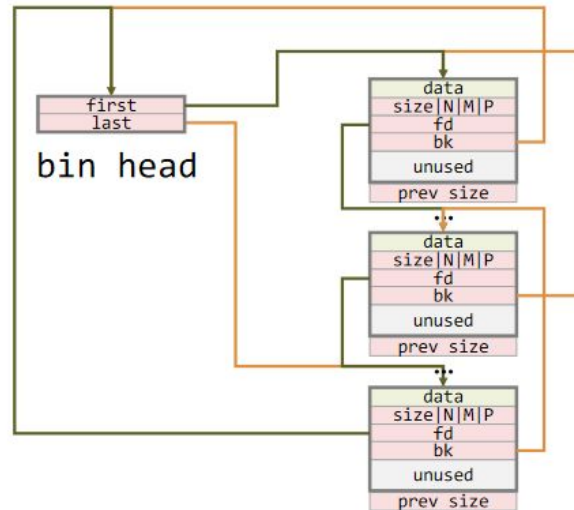 first
last
bin head
data
size|N|M|P
fd
bk
unused
prev size
...
data
size|N|M|P
fd
bk
unused
prev size
...
data
size|N|M|P
fd
bk
unused
prev size